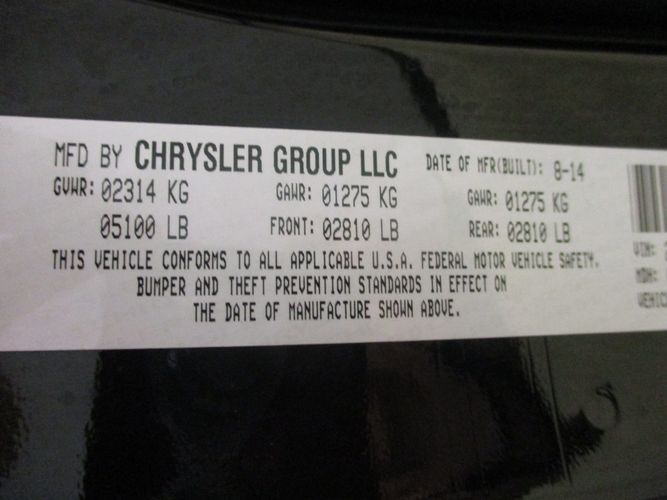 MFD BY CHRYSLER GROUP LLC DATE OF MFR(BUILT): 8-14
GVWR: 02314 KG GAWR: 01275 KG GAWR: 01275 KG
05100 LB FRONT: 02810 LB REAR: 02810 LB
THIS VEHICLE CONFORMS TO ALL APPLICABLE U.S.A. FEDERAL MOTOR VEHICLE SAFETY.
BUMPER AND THEFT PREVENTION STANDARDS IN EFFECT ON
THE DATE OF MANUFACTURE SHOWN ABOVE.
VIN:
MDH: